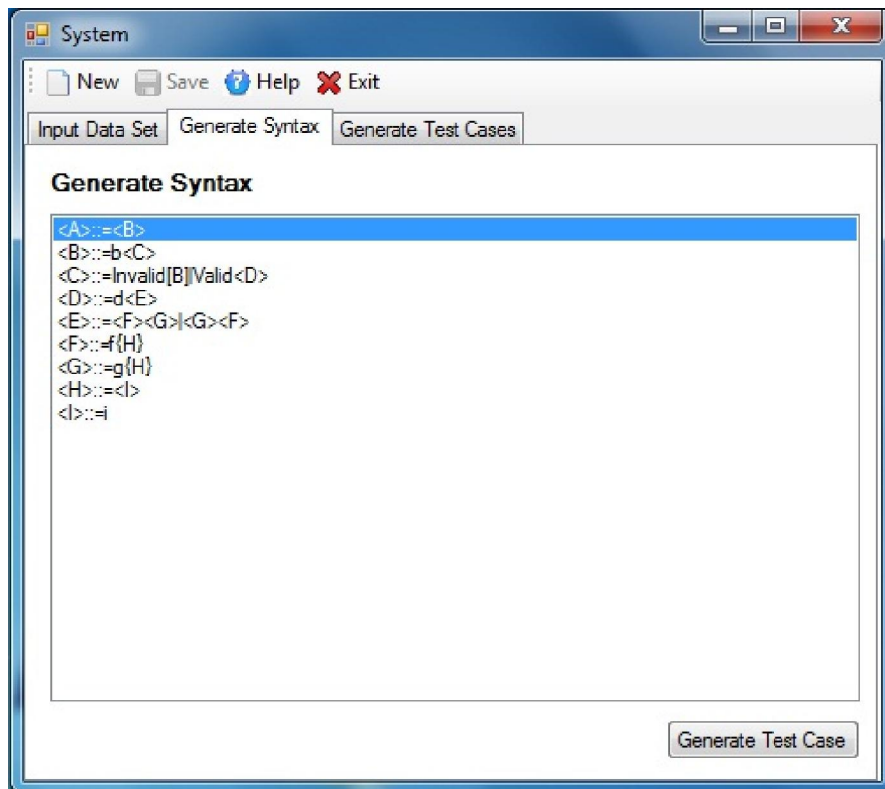 System
New Save Help Exit
Input Data Set Generate Syntax Generate Test Cases
Generate Syntax
<A>::=<B>
<B>::=b<C>
<C>::=Invalid[B]|Valid<D>
<D>::=d<E>
<E>::=<F><G>|<G><F>
<F>::=f{H}
<G>::=g{H}
<H>::=<I>
<I>::=i
Generate Test Case